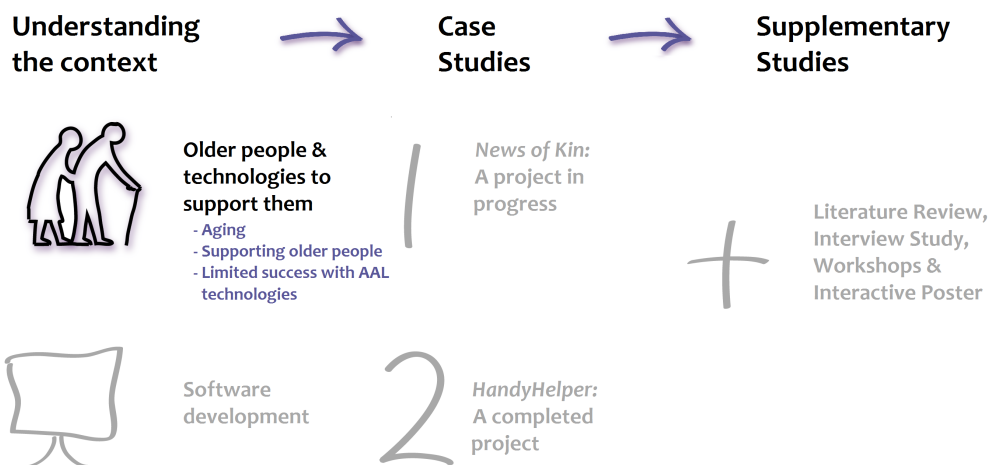 Understanding
the context
Case
Studies
Supplementary
Studies
Older people &
technologies to
support them
- Aging
- Supporting older people
- Limited success with AAL
technologies
1
News of Kin:
A project in
progress
+
Literature Review,
Interview Study,
Workshops &
Interactive Poster
Software
development
2
HandyHelper:
A completed
project